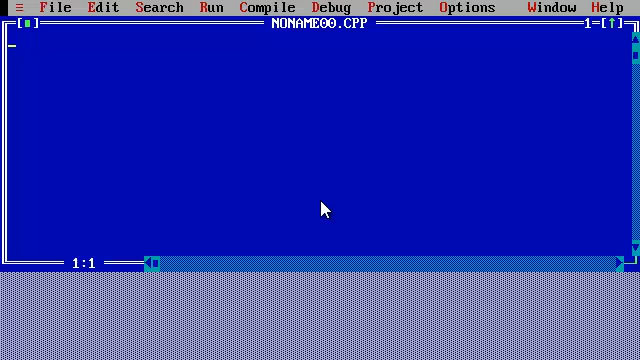 ≡ File Edit Search Run Compile Debug Project Options Window Help
[■] NONAME00.CPP 1=[↑]
1:1